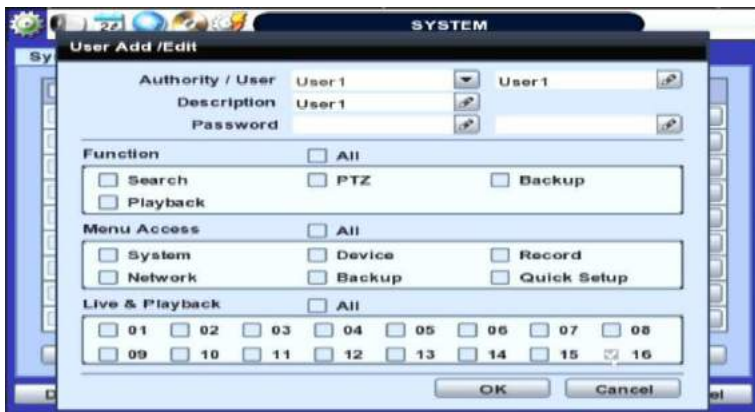 SYSTEM
User Add /Edit
Authority / User User1 User1
Description User1
Password
Function All
Search PTZ Backup
Playback
Menu Access All
System Device Record
Network Backup Quick Setup
Live & Playback All
01 02 03 04 05 06 07 08
09 10 11 12 13 14 15 16
OK Cancel